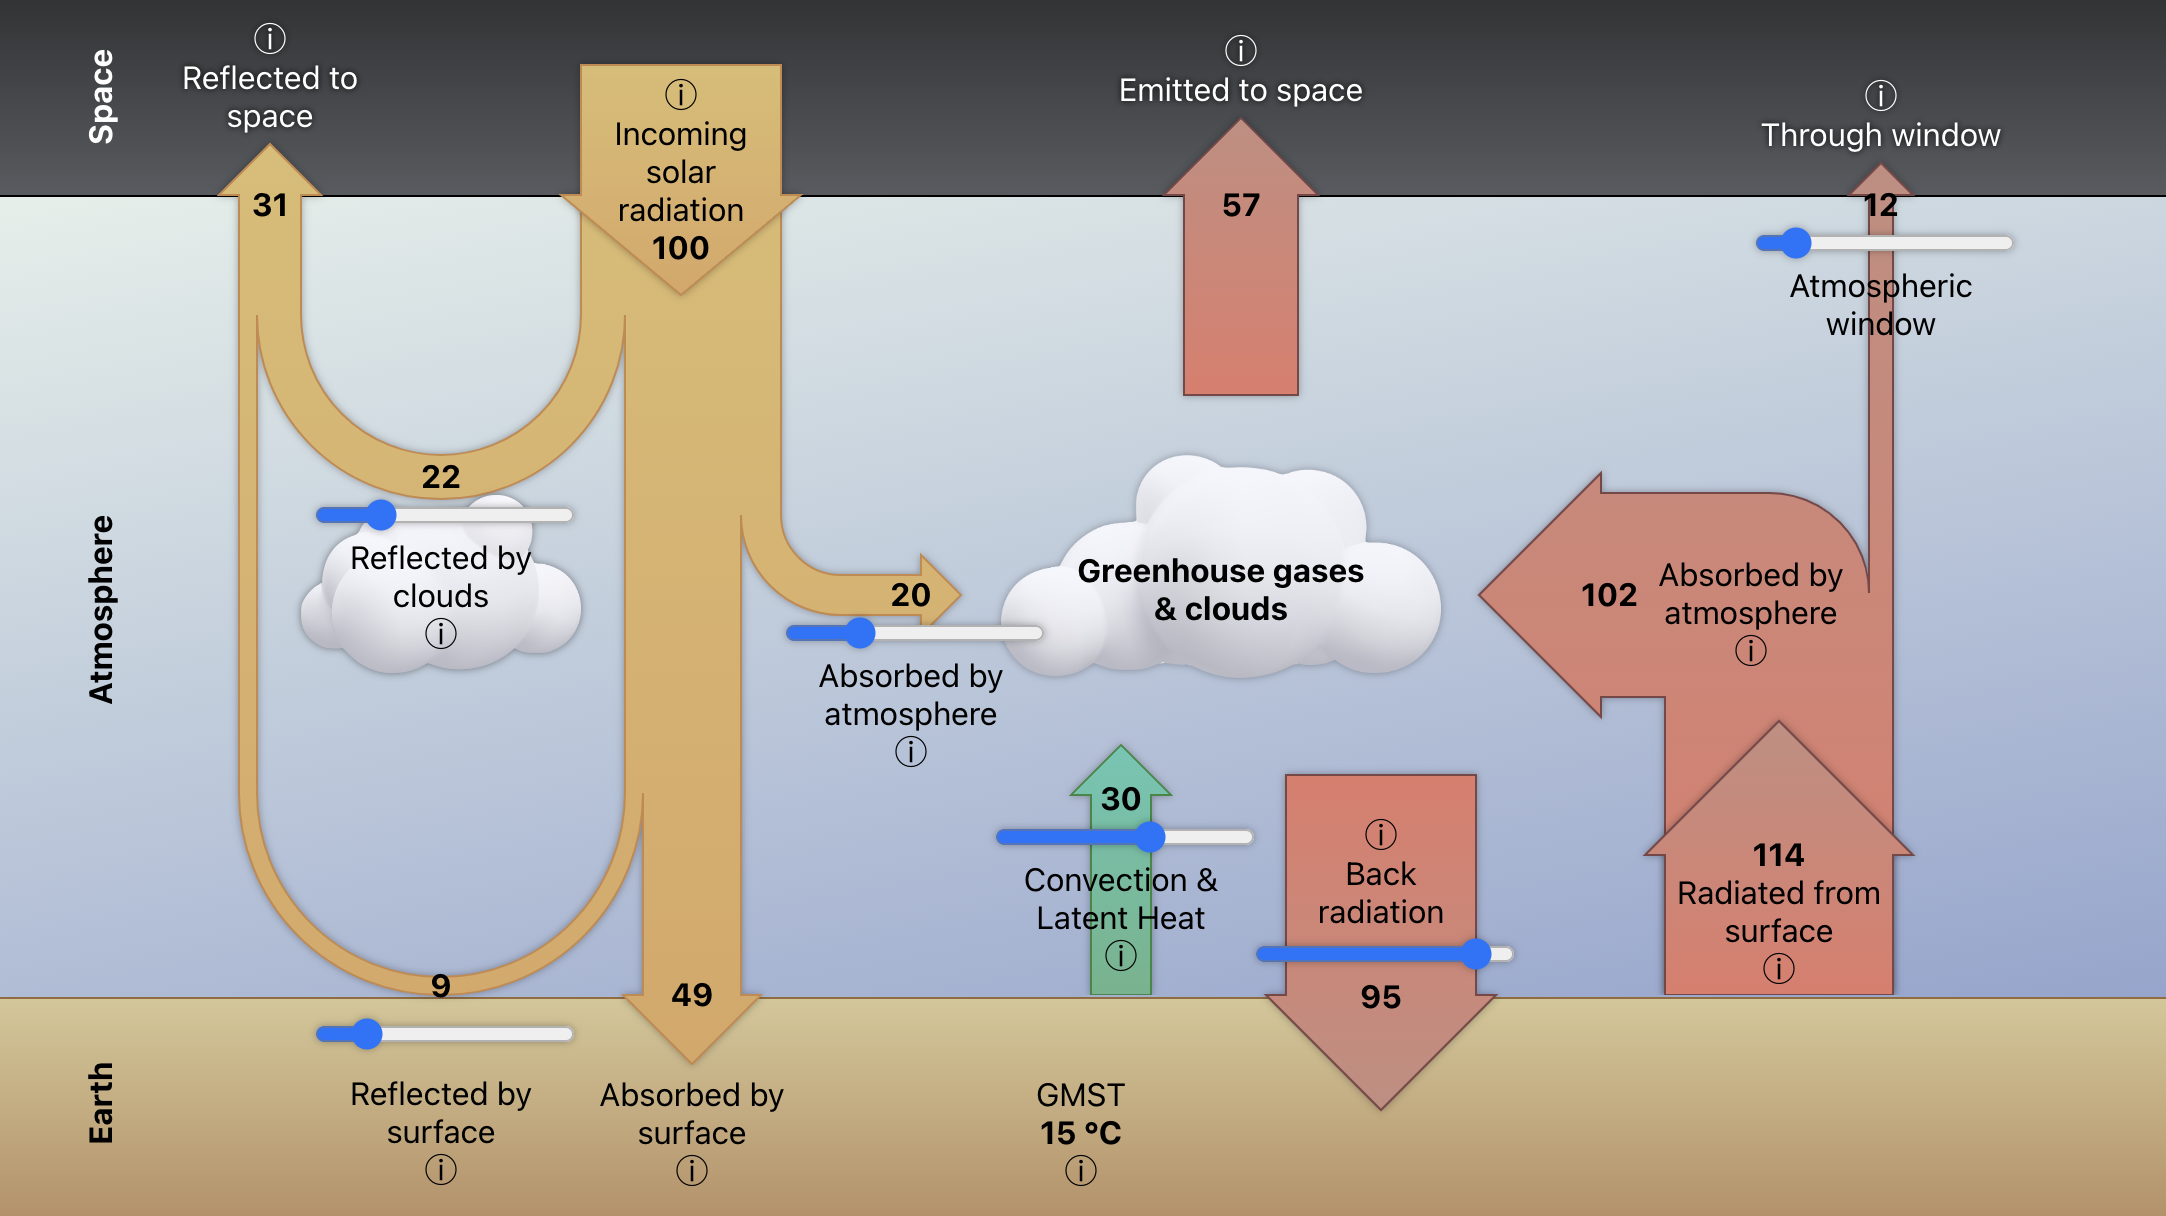 Space
ⓘ
Reflected to
space
31
ⓘ
Incoming
solar
radiation
100
ⓘ
Emitted to space
57
ⓘ
Through window
12
Atmospheric
window
Atmosphere
22
Reflected by
clouds
ⓘ
20
Absorbed by
atmosphere
ⓘ
Greenhouse gases
& clouds
102
Absorbed by
atmosphere
ⓘ
30
Convection &
Latent Heat
ⓘ
ⓘ
Back
radiation
95
114
Radiated from
surface
ⓘ
Earth
9
Reflected by
surface
ⓘ
49
Absorbed by
surface
ⓘ
GMST
15 °C
ⓘ